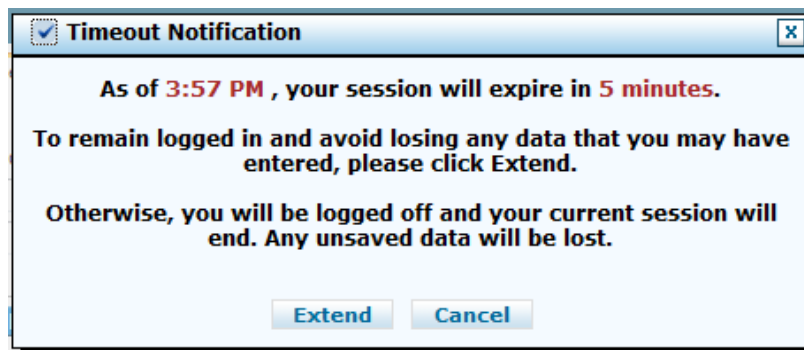 Timeout Notification
As of 3:57 PM , your session will expire in 5 minutes.
To remain logged in and avoid losing any data that you may have
entered, please click Extend.
Otherwise, you will be logged off and your current session will
end. Any unsaved data will be lost.
Extend Cancel